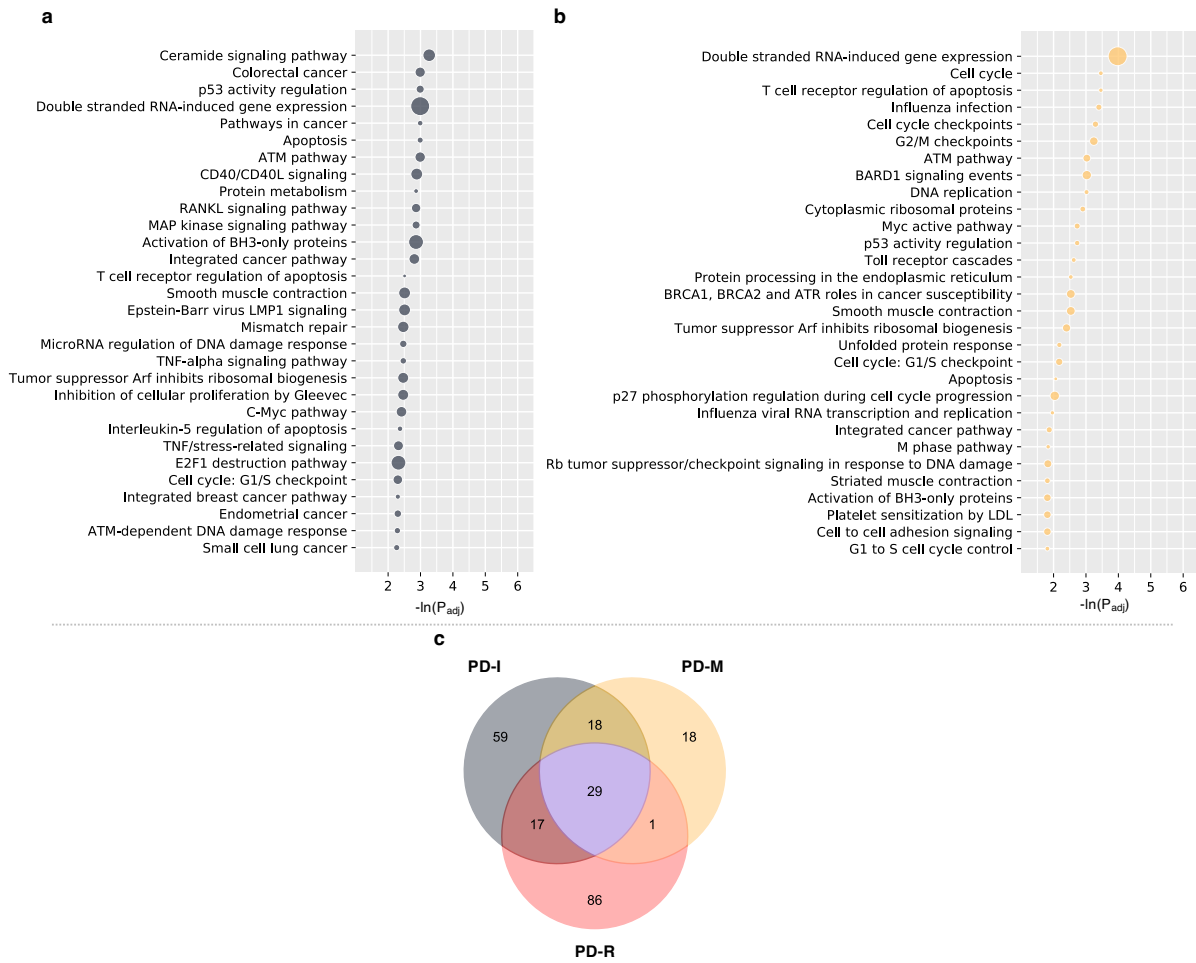 a
Ceramide signaling pathway
Colorectal cancer
p53 activity regulation
Double stranded RNA-induced gene expression
Pathways in cancer
Apoptosis
ATM pathway
CD40/CD40L signaling
Protein metabolism
RANKL signaling pathway
MAP kinase signaling pathway
Activation of BH3-only proteins
Integrated cancer pathway
T cell receptor regulation of apoptosis
Smooth muscle contraction
Epstein-Barr virus LMP1 signaling
Mismatch repair
MicroRNA regulation of DNA damage response
TNF-alpha signaling pathway
Tumor suppressor Arf inhibits ribosomal biogenesis
Inhibition of cellular proliferation by Gleevec
C-Myc pathway
Interleukin-5 regulation of apoptosis
TNF/stress-related signaling
E2F1 destruction pathway
Cell cycle: G1/S checkpoint
Integrated breast cancer pathway
Endometrial cancer
ATM-dependent DNA damage response
Small cell lung cancer
2 3 4 5 6
-ln(Padj)
b
Double stranded RNA-induced gene expression
Cell cycle
T cell receptor regulation of apoptosis
Influenza infection
Cell cycle checkpoints
G2/M checkpoints
ATM pathway
BARD1 signaling events
DNA replication
Cytoplasmic ribosomal proteins
Myc active pathway
p53 activity regulation
Toll receptor cascades
Protein processing in the endoplasmic reticulum
BRCA1, BRCA2 and ATR roles in cancer susceptibility
Smooth muscle contraction
Tumor suppressor Arf inhibits ribosomal biogenesis
Unfolded protein response
Cell cycle: G1/S checkpoint
Apoptosis
p27 phosphorylation regulation during cell cycle progression
Influenza viral RNA transcription and replication
Integrated cancer pathway
M phase pathway
Rb tumor suppressor/checkpoint signaling in response to DNA damage
Striated muscle contraction
Activation of BH3-only proteins
Platelet sensitization by LDL
Cell to cell adhesion signaling
G1 to S cell cycle control
2 3 4 5 6
-ln(Padj)
c
PD-I
PD-M
59
18
18
29
17
1
86
PD-R